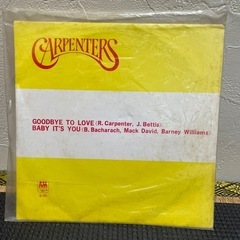 CARPENTERS
GOODBYE TO LOVE (R. Carpenter, J. Bettis)
BABY IT'S YOU (B. Bacharach, Mack David, Barney Williams)
A&M